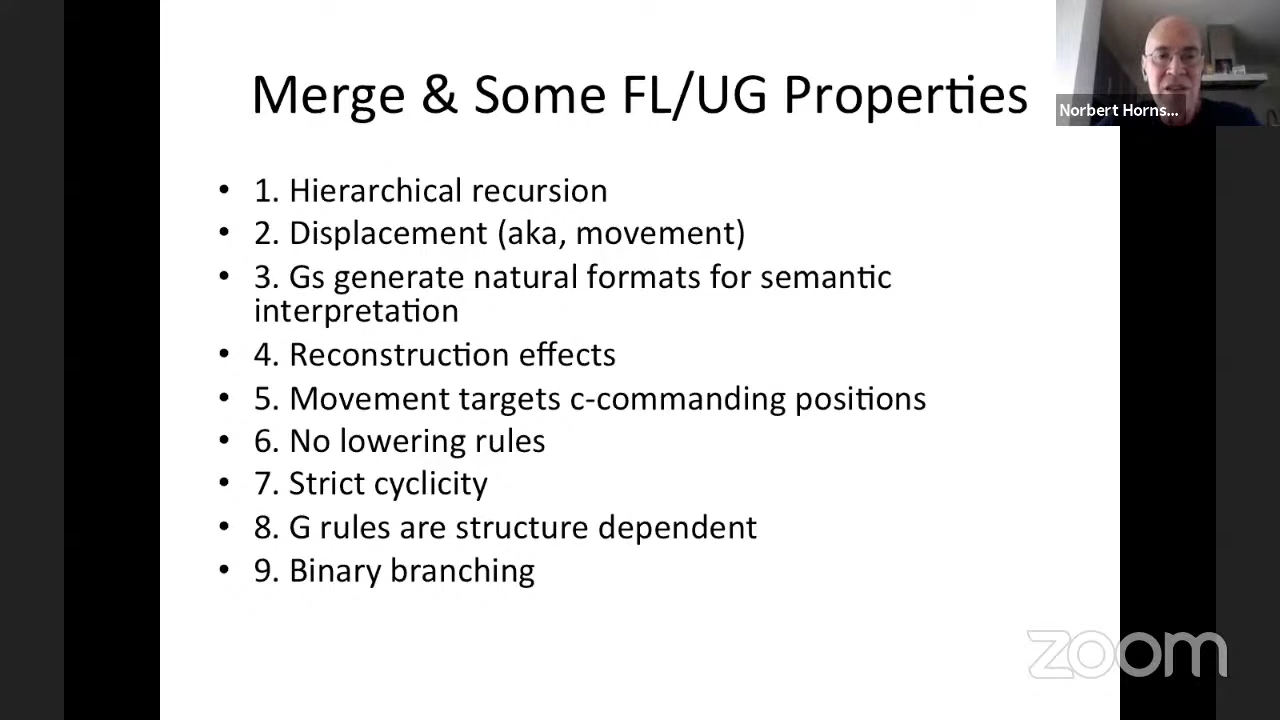 Merge & Some FL/UG Properties
Norbert Horns...
• 1. Hierarchical recursion
• 2. Displacement (aka, movement)
• 3. Gs generate natural formats for semantic
interpretation
• 4. Reconstruction effects
• 5. Movement targets c-commanding positions
• 6. No lowering rules
• 7. Strict cyclicity
• 8. G rules are structure dependent
• 9. Binary branching
zoom